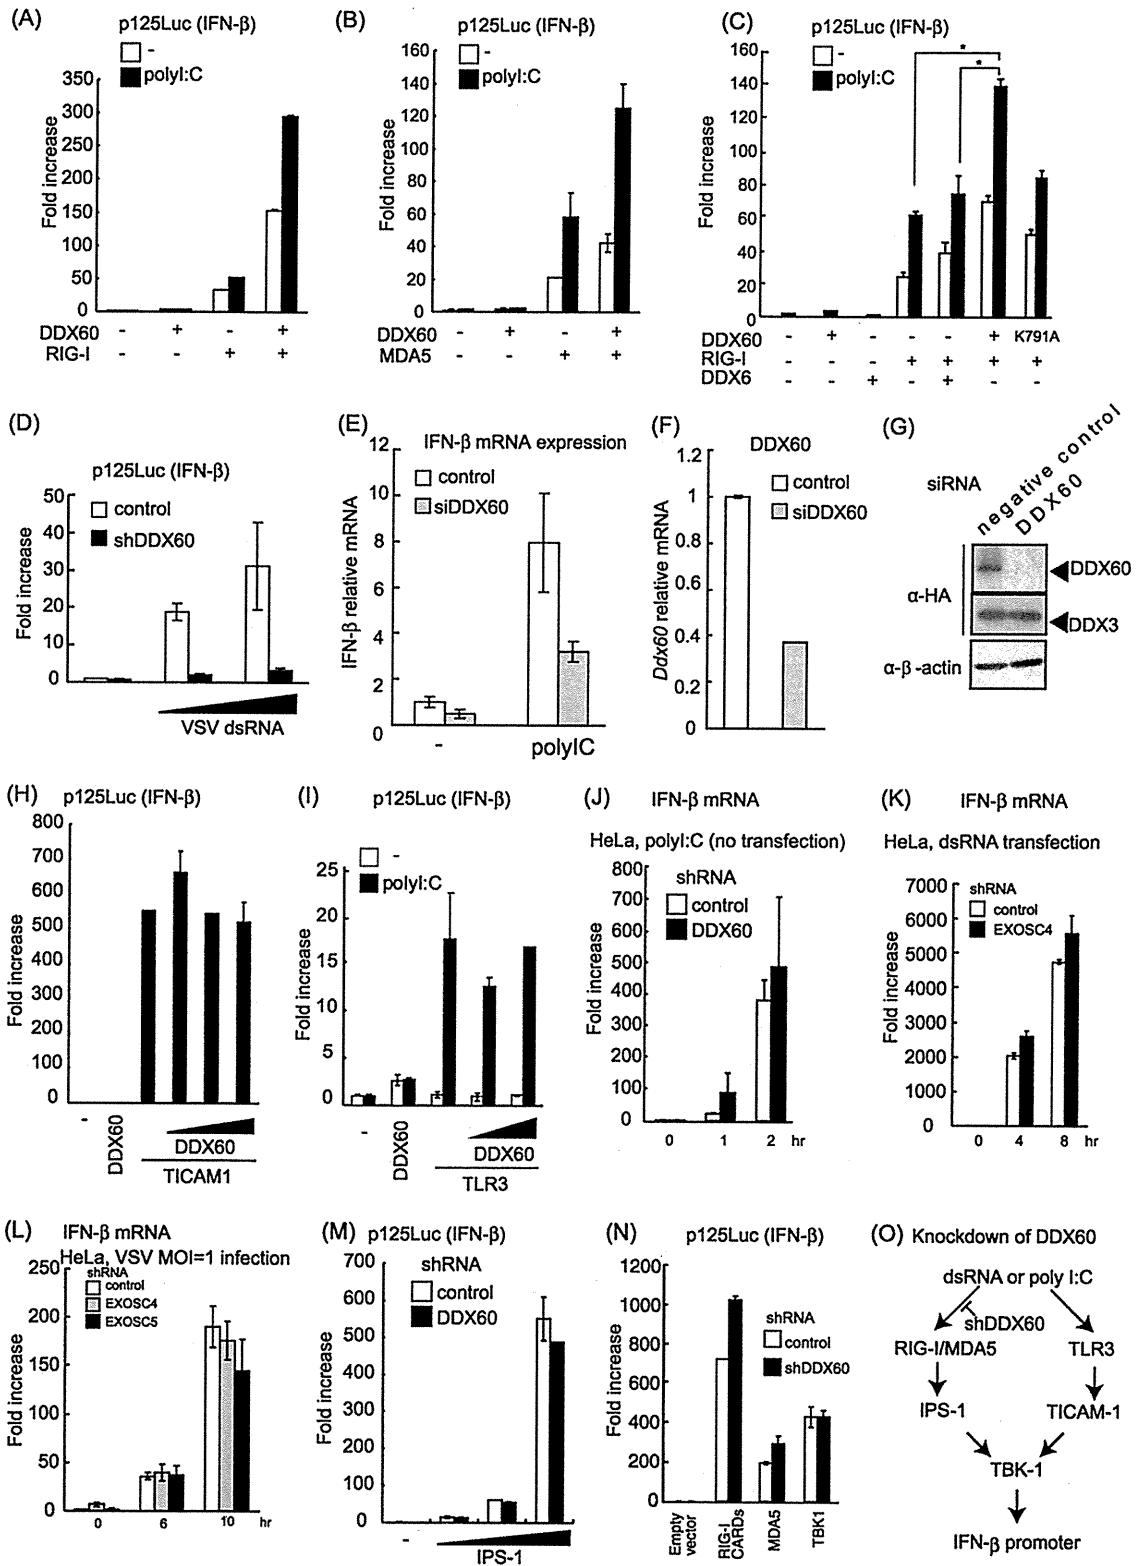 (A)
p125Luc (IFN-β)
-
polyI:C
Fold increase
350
300
250
200
150
100
50
0
DDX60 - + - +
RIG-I - - + +
(B)
p125Luc (IFN-β)
-
polyI:C
Fold increase
160
140
120
100
80
60
40
20
0
DDX60 - + - +
MDA5 - - + +
(C)
p125Luc (IFN-β)
-
polyI:C
* *
Fold increase
160
140
120
100
80
60
40
20
0
DDX60 - + - - - + K791A
RIG-I - - - + + + +
DDX6 - - + - + - -
(D)
p125Luc (IFN-β)
control
shDDX60
Fold increase
50
40
30
20
10
0
VSV dsRNA
(E)
IFN-β mRNA expression
control
siDDX60
IFN-β relative mRNA
12
10
8
6
4
2
0
- polyIC
(F)
DDX60
control
siDDX60
Ddx60 relative mRNA
1.2
1
0.8
0.6
0.4
0.2
0
(G)
siRNA
negative control
DDX60
α-HA
DDX60
DDX3
α-β-actin
(H)
p125Luc (IFN-β)
Fold increase
800
700
600
500
400
300
200
100
0
-
DDX60
DDX60
TICAM1
(I)
p125Luc (IFN-β)
-
polyI:C
Fold increase
25
20
15
10
5
0
-
DDX60
DDX60
TLR3
(J)
IFN-β mRNA
HeLa, polyI:C (no transfection)
shRNA
control
DDX60
Fold increase
800
700
600
500
400
300
200
100
0
0 1 2 hr
(K)
IFN-β mRNA
HeLa, dsRNA transfection
shRNA
control
EXOSC4
Fold increase
7000
6000
5000
4000
3000
2000
1000
0
0 4 8 hr
(L)
IFN-β mRNA
HeLa, VSV MOI=1 infection
shRNA
control
EXOSC4
EXOSC5
Fold increase
250
200
150
100
50
0
0 6 10 hr
(M)
p125Luc (IFN-β)
shRNA
control
DDX60
Fold increase
700
600
500
400
300
200
100
0
-
IPS-1
(N)
p125Luc (IFN-β)
shRNA
control
shDDX60
Fold increase
1200
1000
800
600
400
200
0
Empty vector
RIG-I CARDs
MDA5
TBK1
(O) Knockdown of DDX60
dsRNA or poly I:C
shDDX60
RIG-I/MDA5 TLR3
IPS-1 TICAM-1
TBK-1
IFN-β promoter